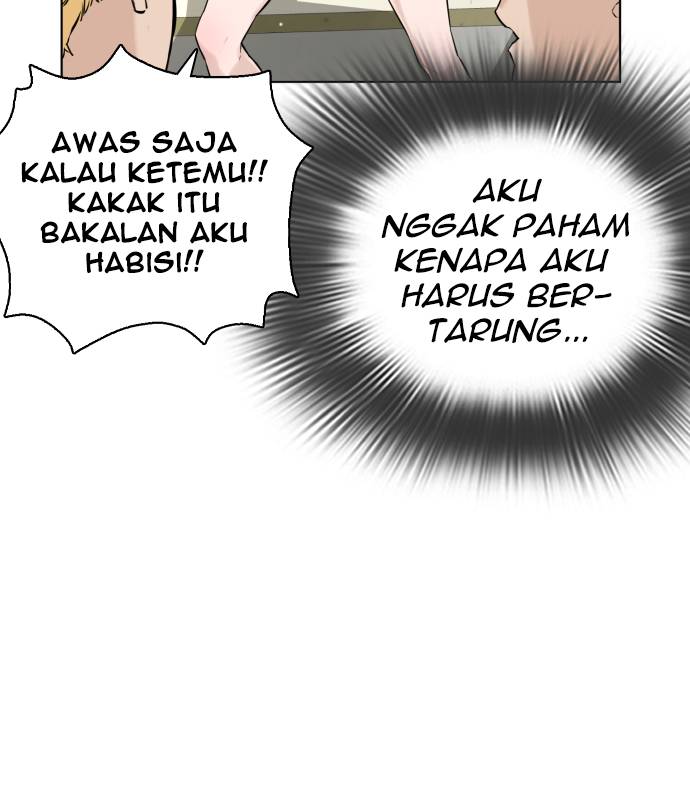 AWAS SAJA
KALAU KETEMU!!
KAKAK ITU
BAKALAN AKU
HABISI!!
AKU
NGGAK PAHAM
KENAPA AKU
HARUS BER-
TARUNG...